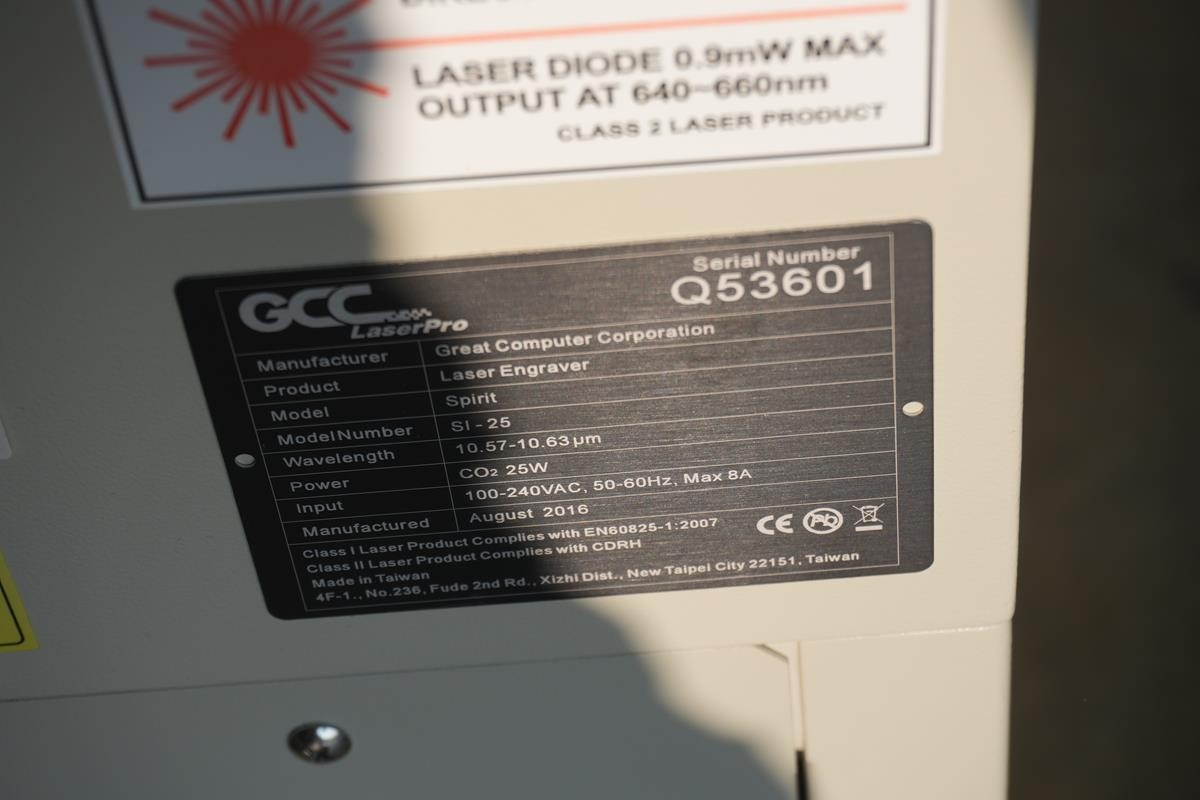 LASER DIODE 0.9mW MAX
OUTPUT AT 640~660nm
CLASS 2 LASER PRODUCT
GCC
LaserPro
Serial Number
Q53601
Manufacturer Great Computer Corporation
Product Laser Engraver
Model Spirit
ModelNumber SI - 25
Wavelength 10.57-10.63µm
Power CO2 25W
Input 100-240VAC, 50-60Hz, Max 8A
Manufactured August 2016
Class I Laser Product Complies with EN60825-1:2007
Class II Laser Product Complies with CDRH
Made in Taiwan
4F-1., No.236, Fude 2nd Rd., Xizhi Dist., New Taipei City 22151, Taiwan
CE
Pb